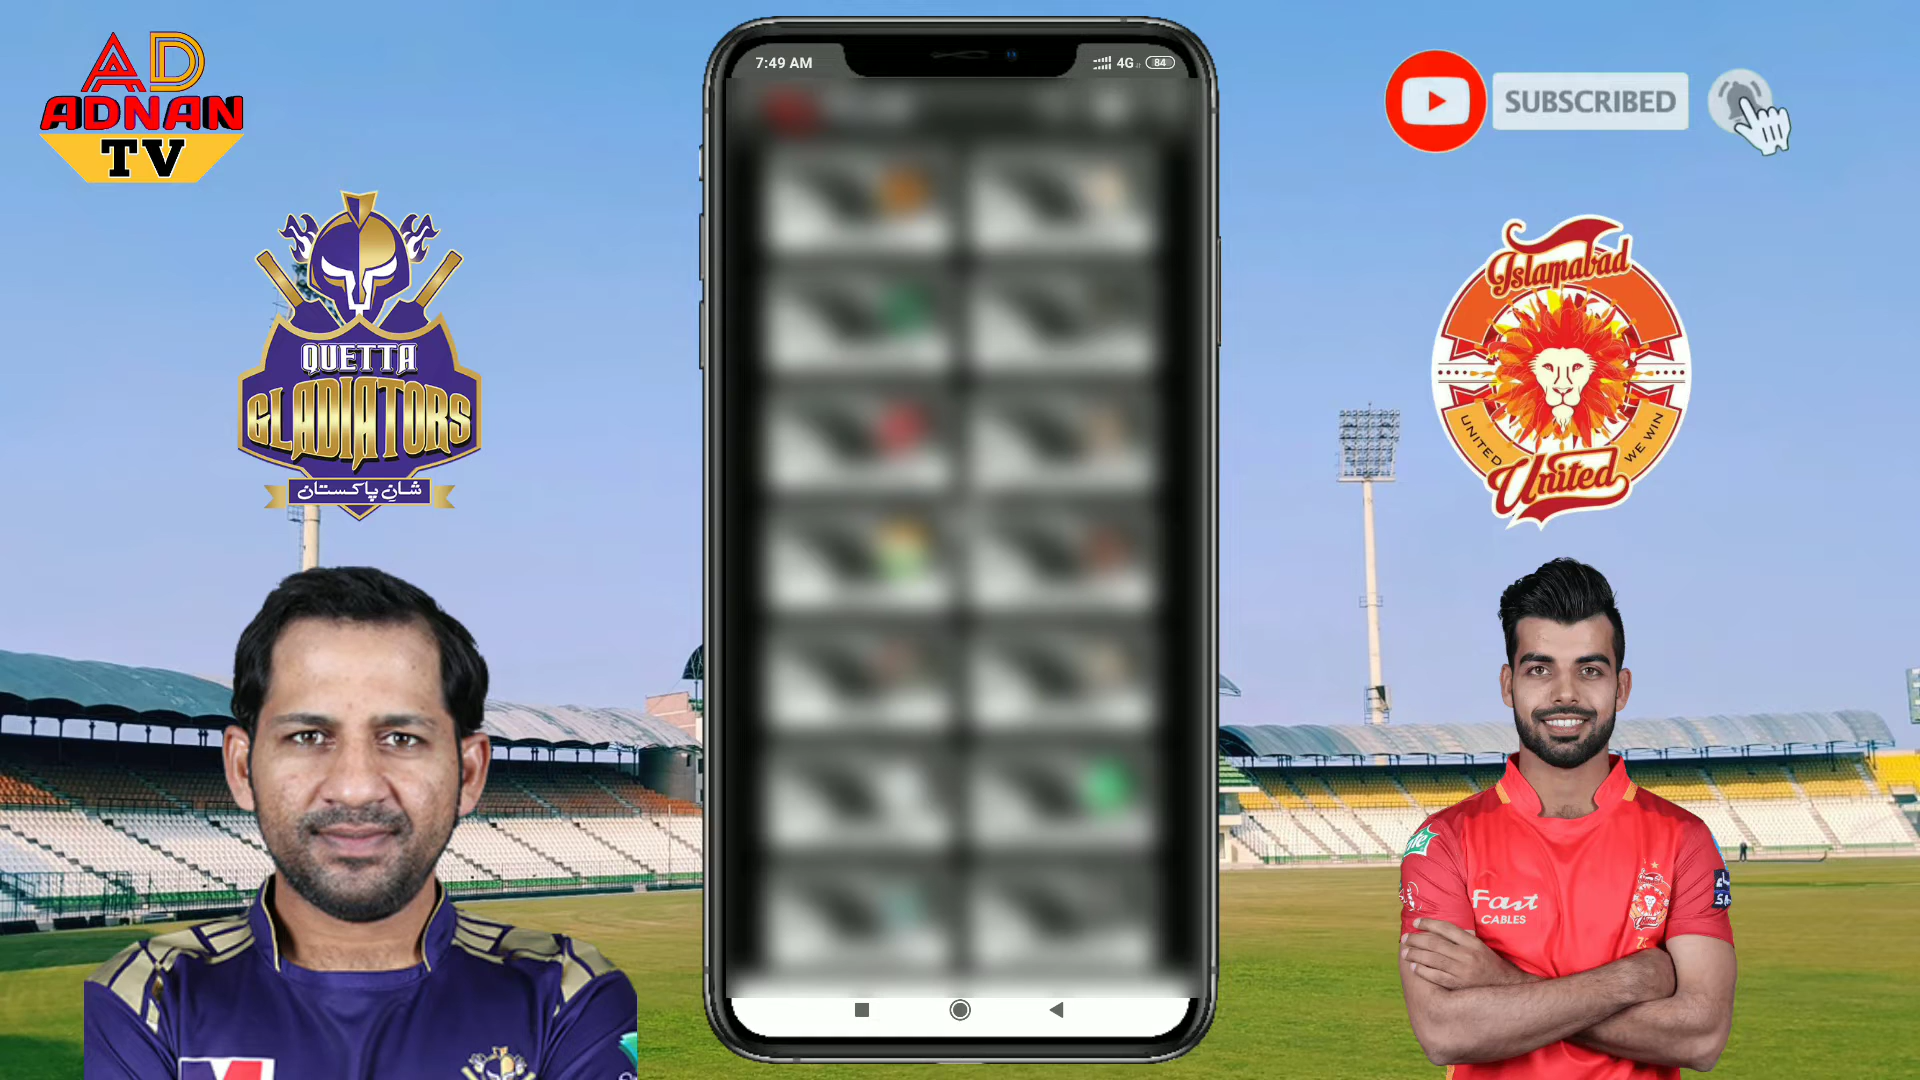 AD
ADNAN
TV
7:49 AM
4G
84
SUBSCRIBED
QUETTA
GLADIATORS
شانِ پاکستان
Islamabad
UNITED
WE WIN
United
Fast
CABLES